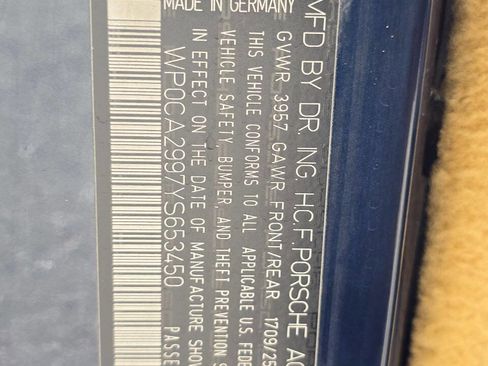 MADE IN GERMANY
MFD BY DR. ING. H.C.F. PORSCHE AG
GVWR 3957 GAWR FRONT/REAR 1709/25
THIS VEHICLE CONFORMS TO ALL APPLICABLE U.S. FEDE
VEHICLE SAFETY, BUMPER, AND THEFT PREVENTION S
IN EFFECT ON THE DATE OF MANUFACTURE SHOW
WP0CA2997YS653450
PASSE